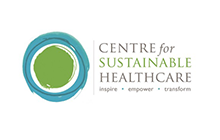 CENTRE for
SUSTAINABLE
HEALTHCARE
inspire • empower • transform